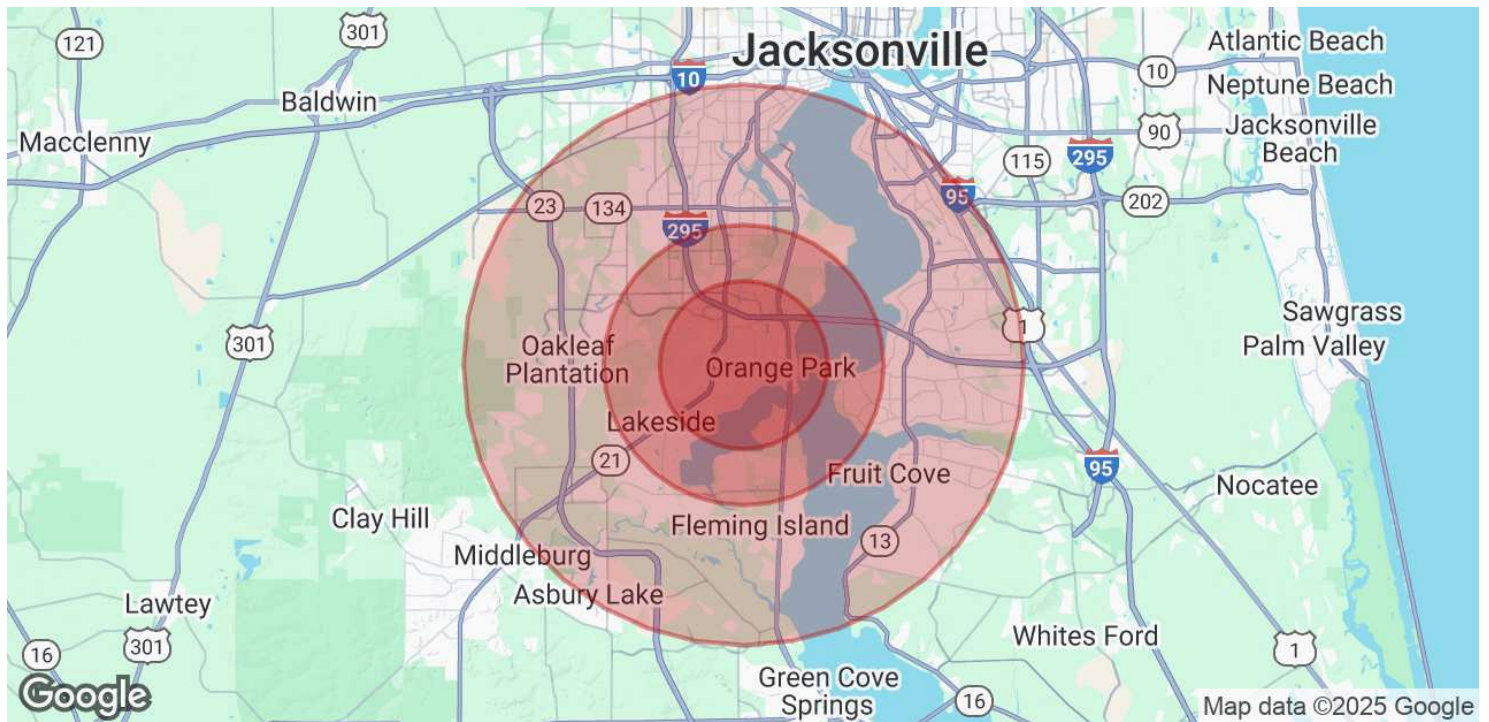 301
121
Jacksonville
Atlantic Beach
10
10
Baldwin
Neptune Beach
Macclenny
Jacksonville
Beach
90
115
295
95
202
23
134
295
Sawgrass
1
Palm Valley
301
Oakleaf
Plantation
Orange Park
Lakeside
21
Fruit Cove
95
Nocatee
Clay Hill
Fleming Island
13
Middleburg
Asbury Lake
Lawtey
301
16
Whites Ford
1
Green Cove
Springs
16
Google
Map data ©2025 Google